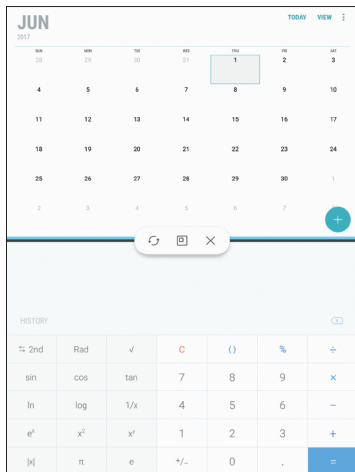 JUN
TODAY VIEW
2017
SUN MON TUE WED THU FRI SAT
28 29 30 31 1 2 3
4 5 6 7 8 9 10
11 12 13 14 15 16 17
18 19 20 21 22 23 24
25 26 27 28 29 30 1
2 3 4 5 6 7
+
HISTORY
⇆ 2nd Rad √ C () % ÷
sin cos tan 7 8 9 ×
ln log 1/x 4 5 6 −
eˣ x² xʸ 1 2 3 +
|x| π e +/− 0 . =